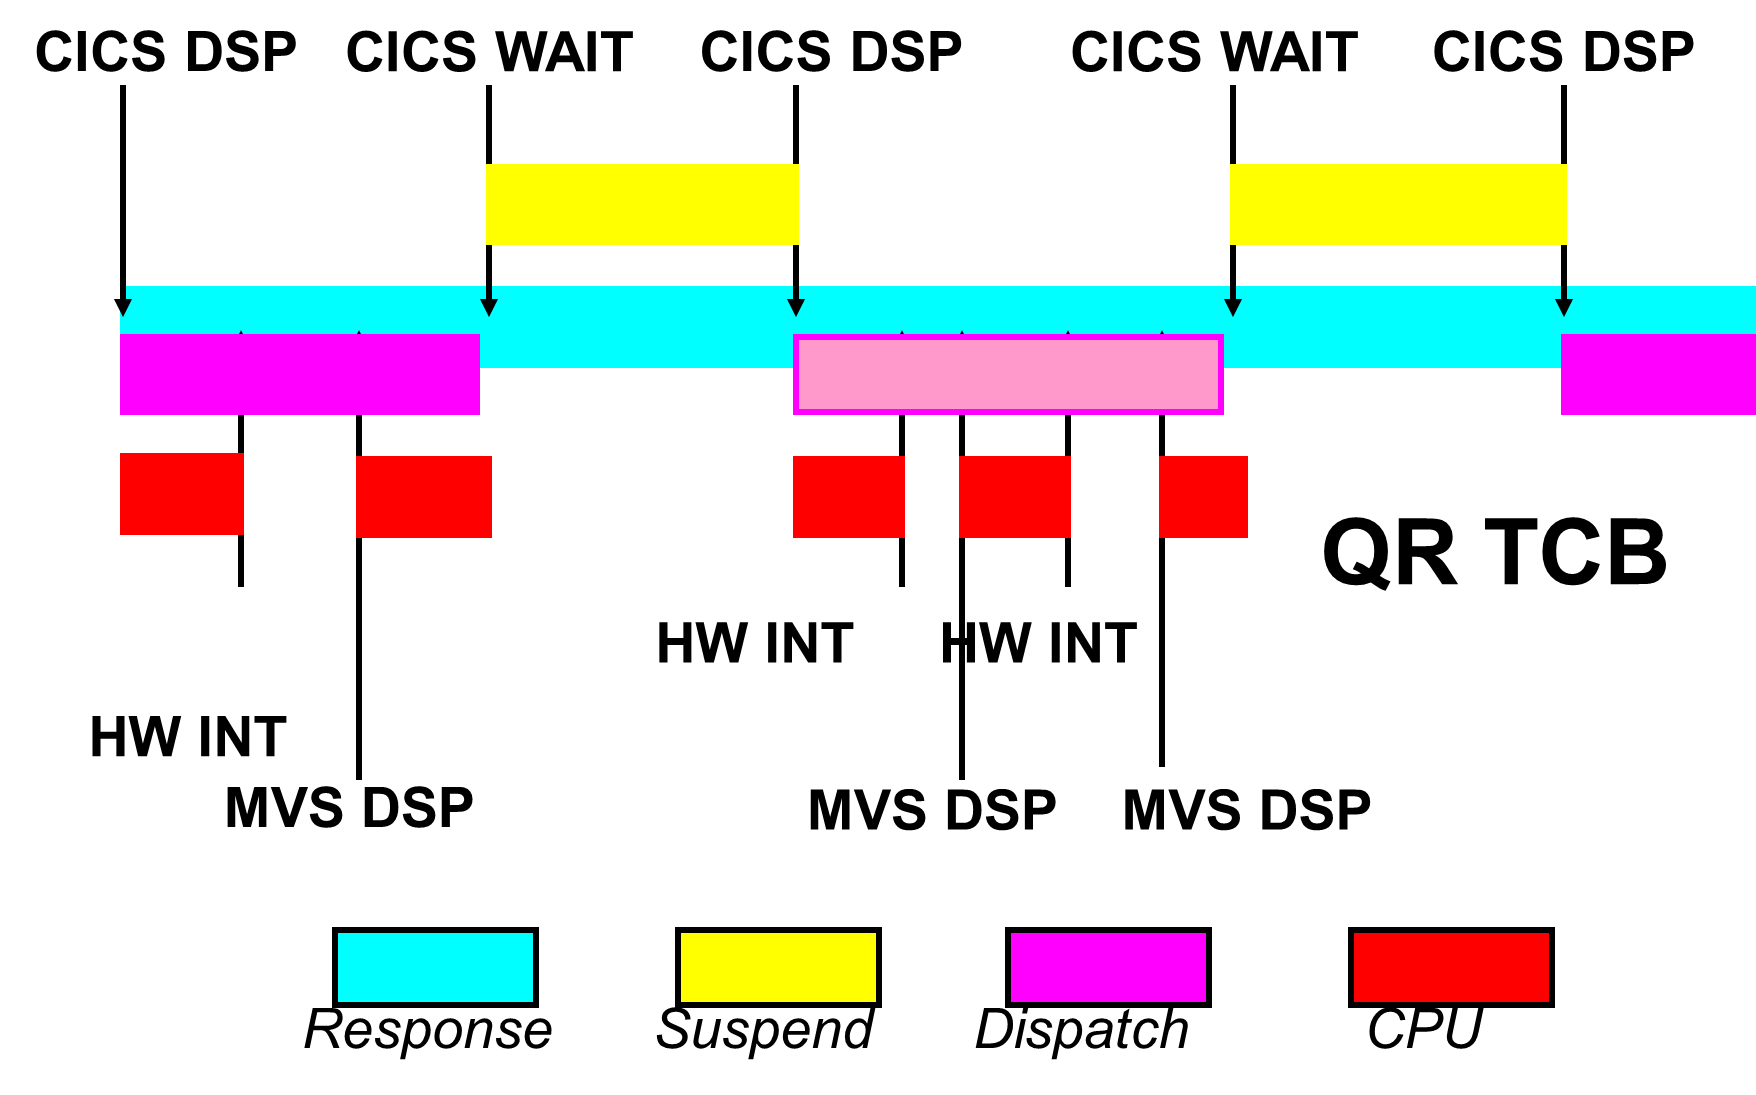 CICS DSP CICS WAIT CICS DSP CICS WAIT CICS DSP
QR TCB
HW INT HW INT
HW INT
MVS DSP MVS DSP MVS DSP
Response Suspend Dispatch CPU